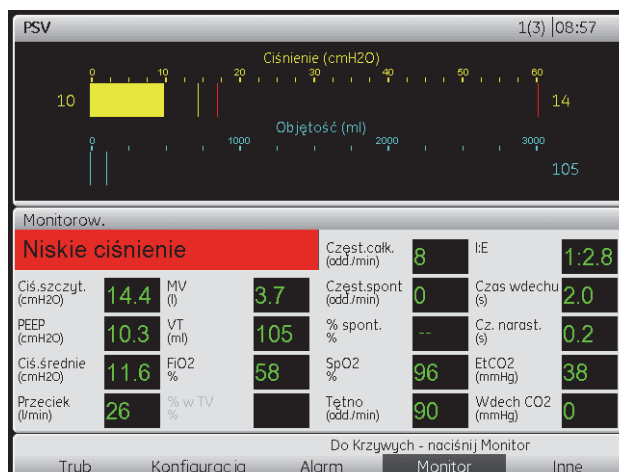 PSV 1(3) |08:57
Ciśnienie (cmH2O)
0 10 20 30 40 50 60
10 14
Objętość (ml)
0 1000 2000 3000
105
Monitorow.
Niskie ciśnienie
Częst.całk. (odd./min) 8 I:E 1:2.8
Ciś.szczyt. (cmH2O) 14.4 MV (l) 3.7 Częst.spont (odd./min) 0 Czas wdechu (s) 2.0
PEEP (cmH2O) 10.3 VT (ml) 105 % spont. % -- Cz. narast. (s) 0.2
Ciś.średnie (cmH2O) 11.6 FiO2 % 58 SpO2 % 96 EtCO2 (mmHg) 38
Przeciek (l/min) 26 % w TV % Tętno (odd./min) 90 Wdech CO2 (mmHg) 0
Do Krzywych - naciśnij Monitor
Tryb Konfiguracja Alarm Monitor Inne